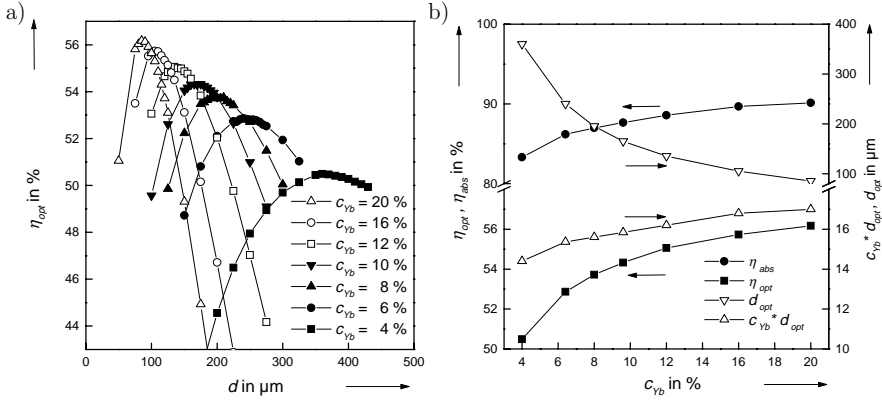 a)
η_opt in %
56
54
52
50
48
46
44
0 100 200 300 400 500
d in µm
c_Yb = 20 %
c_Yb = 16 %
c_Yb = 12 %
c_Yb = 10 %
c_Yb = 8 %
c_Yb = 6 %
c_Yb = 4 %
b)
η_opt, η_abs in %
100
90
80
56
54
52
50
4 6 8 10 12 14 16 18 20
c_Yb in %
400
300
200
100
16
14
12
10
c_Yb* d_opt, d_opt in µm
η_abs
η_opt
d_opt
c_Yb* d_opt